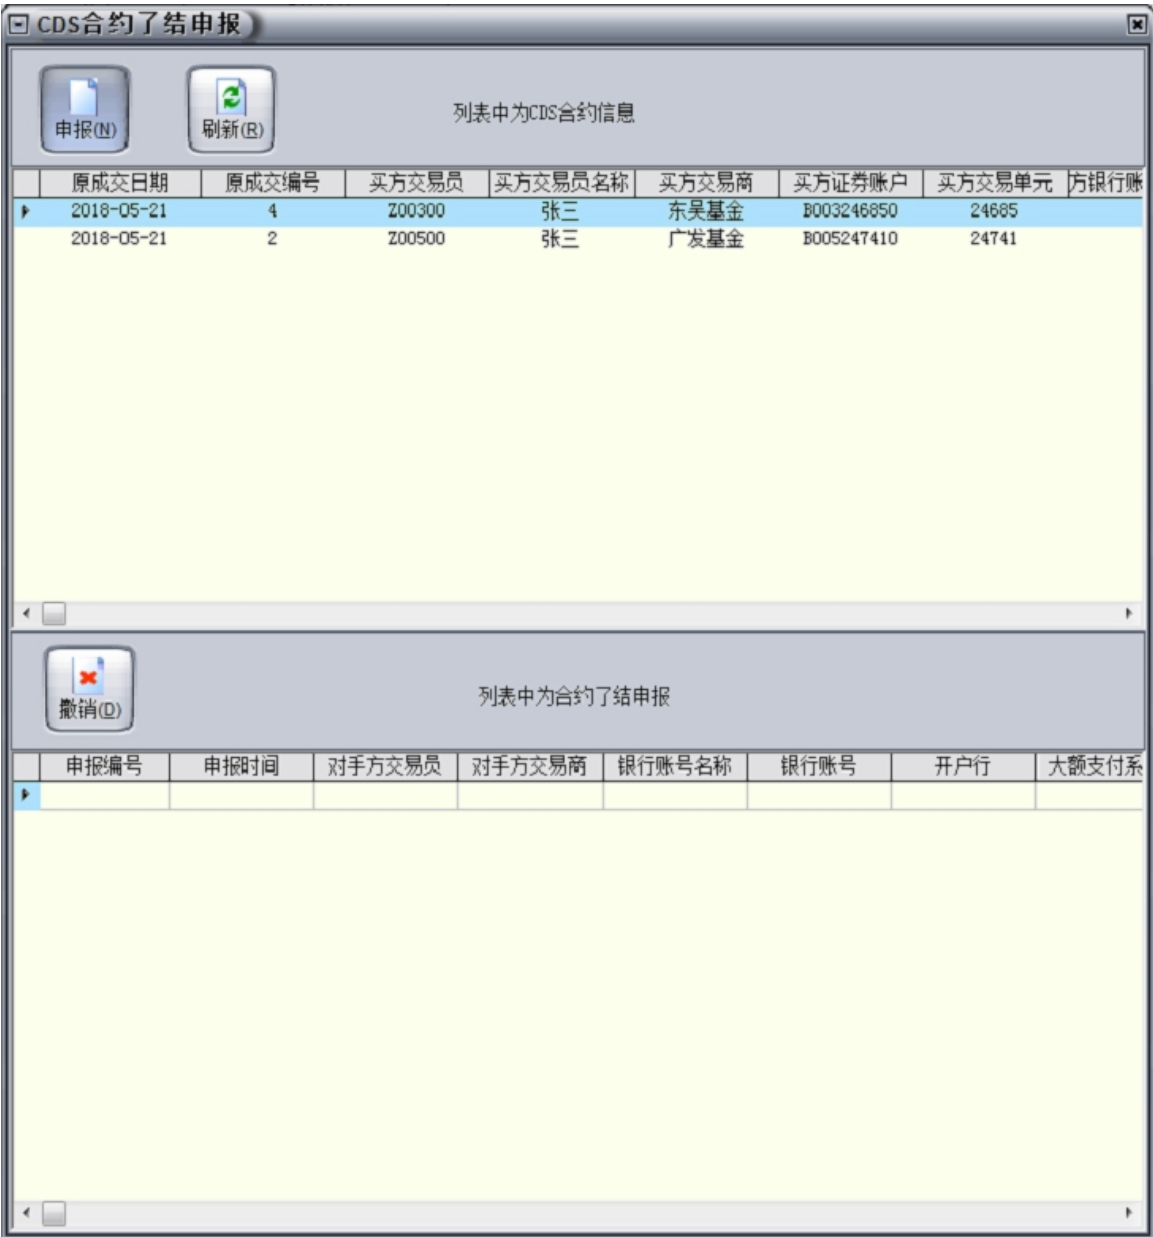 CDS合约了结申报
申报(N) 刷新(R) 列表中为CDS合约信息
原成交日期 原成交编号 买方交易员 买方交易员名称 买方交易商 买方证券账户 买方交易单元 方银行账
2018-05-21 4 Z00300 张三 东吴基金 B003246850 24685
2018-05-21 2 Z00500 张三 广发基金 B005247410 24741
撤销(D) 列表中为合约了结申报
申报编号 申报时间 对手方交易员 对手方交易商 银行账号名称 银行账号 开户行 大额支付系